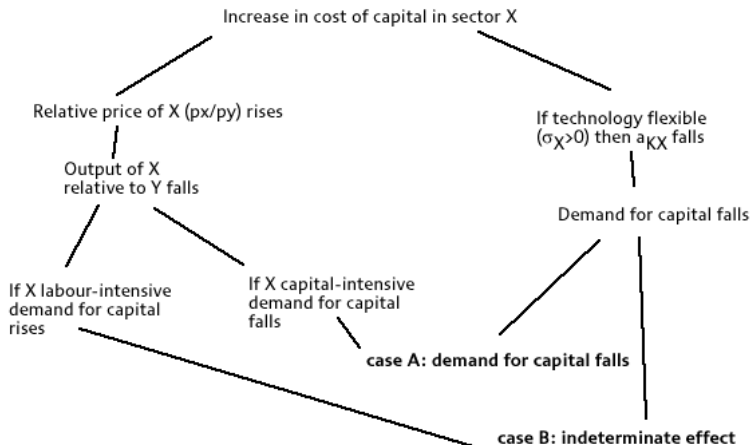 Increase in cost of capital in sector X
Relative price of X (px/py) rises
If technology flexible
(σX>0) then aKX falls
Output of X
relative to Y falls
Demand for capital falls
If X labour-intensive
demand for capital
rises
If X capital-intensive
demand for capital
falls
case A: demand for capital falls
case B: indeterminate effect